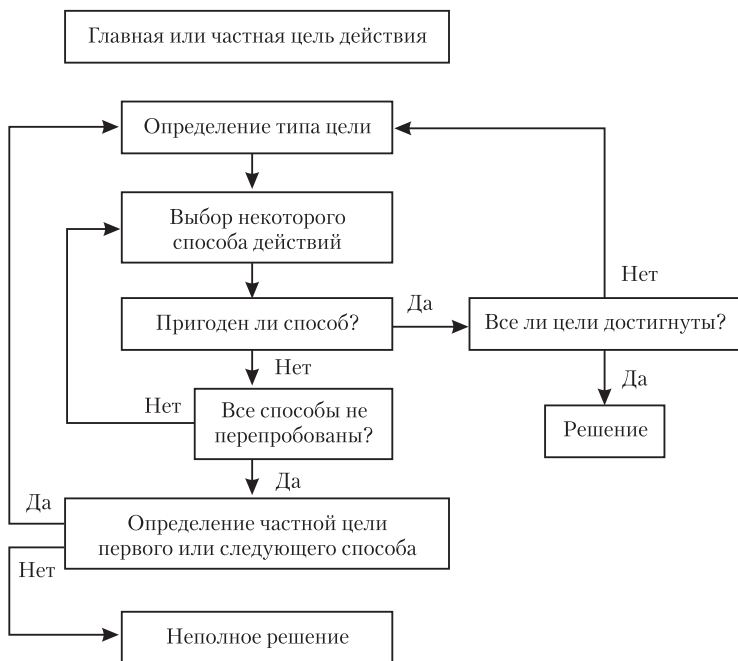 Главная или частная цель действия
Определение типа цели
Выбор некоторого
способа действий
Нет
Да
Пригоден ли способ?
Все ли цели достигнуты?
Нет
Да
Нет
Все способы не
перепробованы?
Решение
Да
Да
Определение частной цели
первого или следующего способа
Нет
Неполное решение